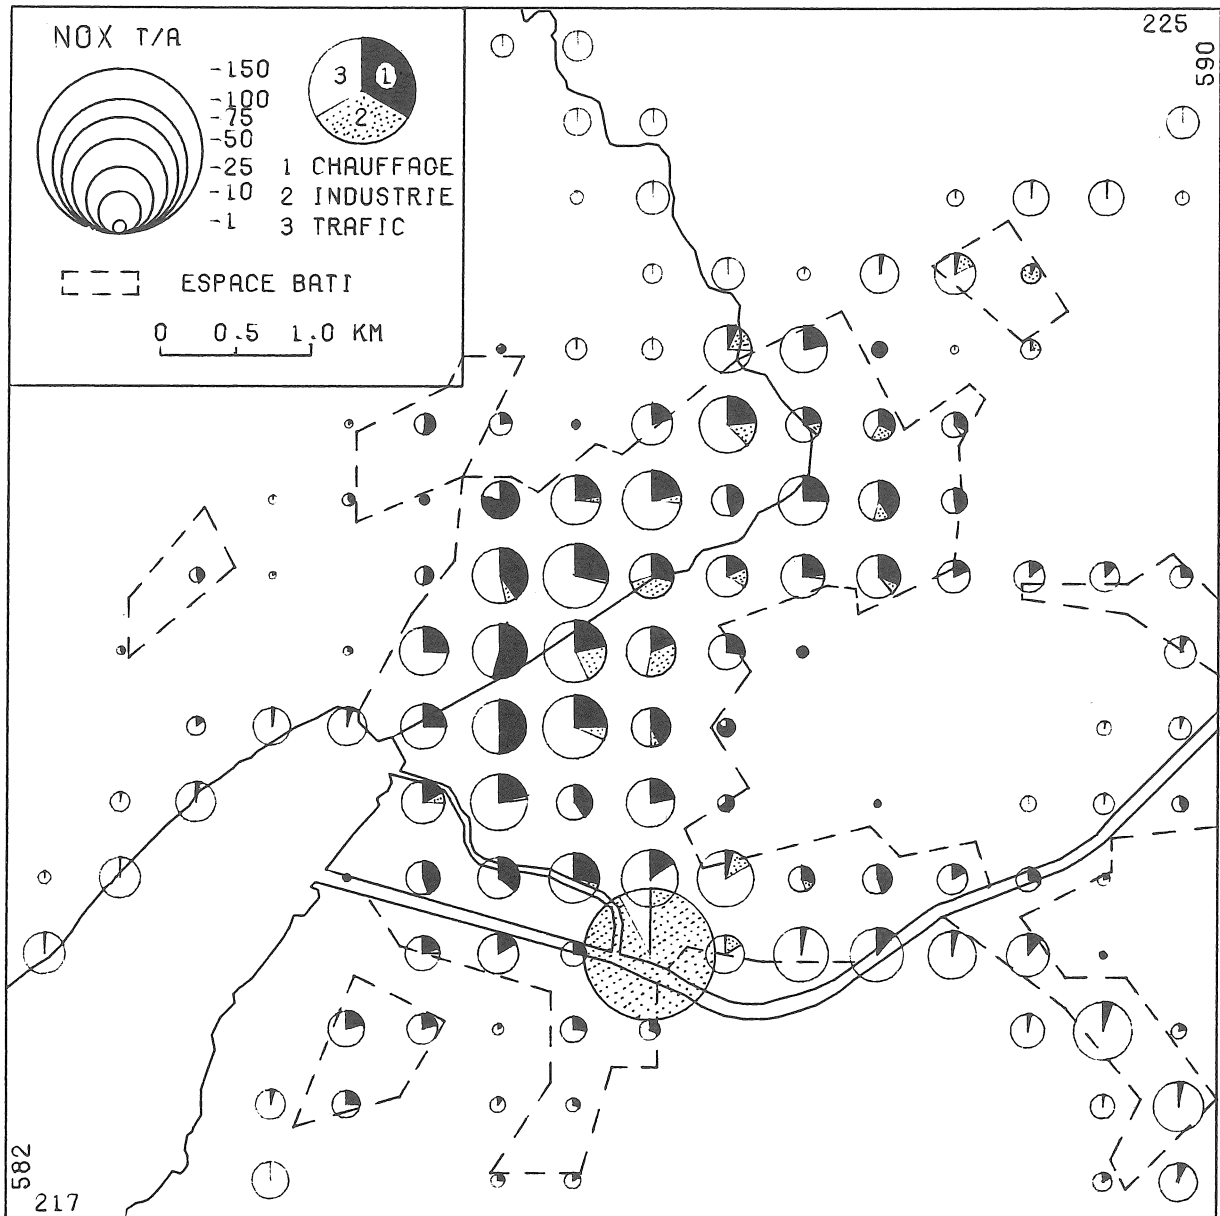 NOX T/A
-150
-100
-75
-50
-25
-10
-1
3
1
2
1 CHAUFFAGE
2 INDUSTRIE
3 TRAFIC
ESPACE BATI
0 0.5 1.0 KM
225
590
582
217